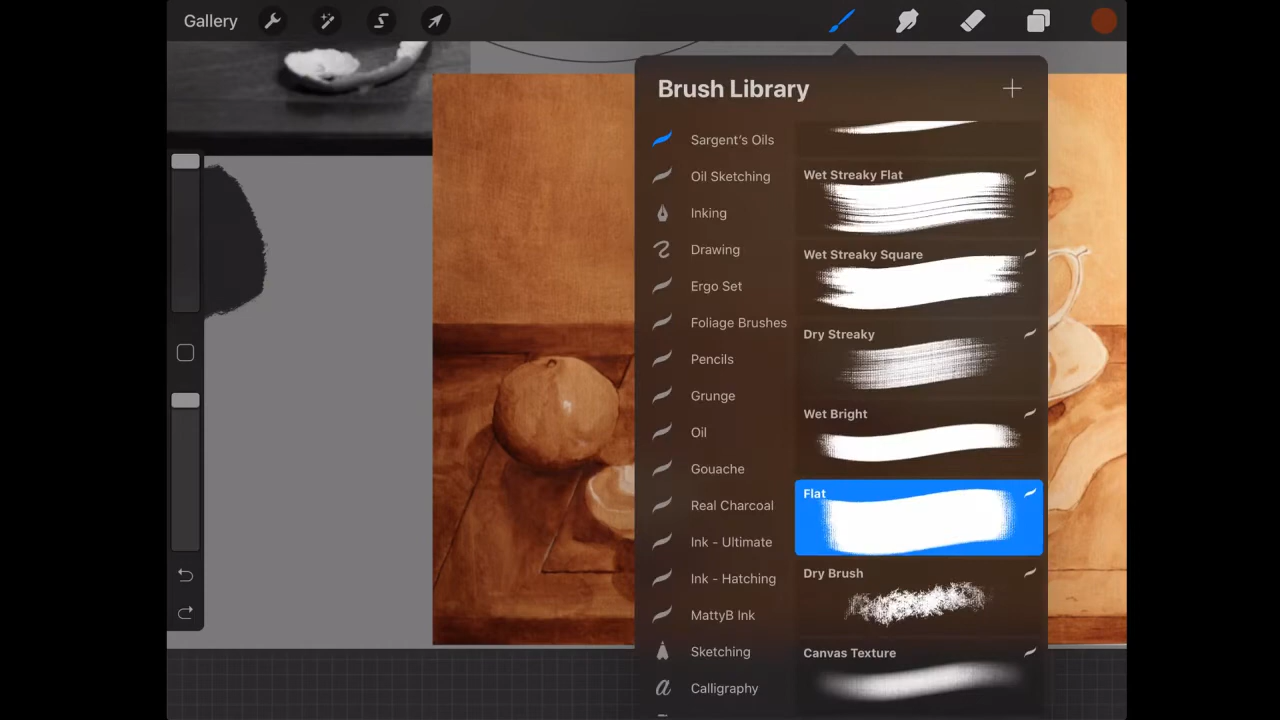 Gallery
Brush Library
Sargent's Oils
Oil Sketching
Inking
Drawing
Ergo Set
Foliage Brushes
Pencils
Grunge
Oil
Gouache
Real Charcoal
Ink - Ultimate
Ink - Hatching
MattyB Ink
Sketching
Calligraphy
Wet Streaky Flat
Wet Streaky Square
Dry Streaky
Wet Bright
Flat
Dry Brush
Canvas Texture